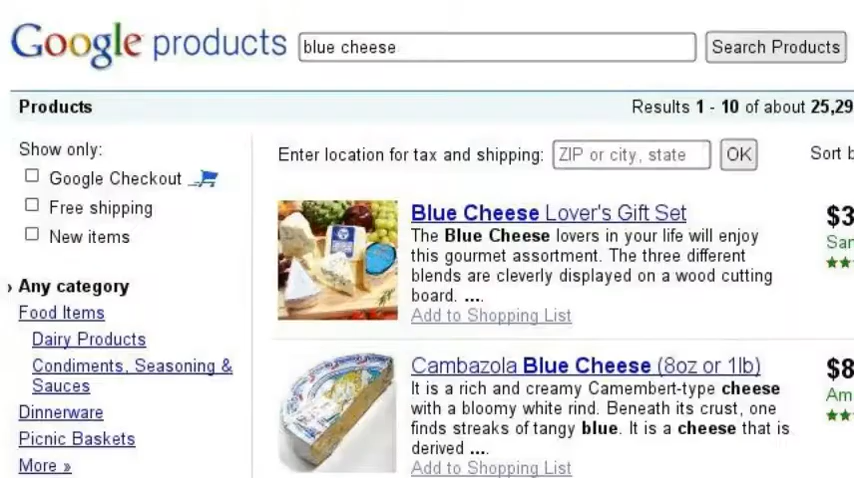 Google products blue cheese Search Products
Products Results 1 - 10 of about 25,29
Show only:
Google Checkout
Free shipping
New items
› Any category
Food Items
Dairy Products
Condiments, Seasoning &
Sauces
Dinnerware
Picnic Baskets
More »
Enter location for tax and shipping: ZIP or city, state OK Sort b
Blue Cheese Lover's Gift Set
The Blue Cheese lovers in your life will enjoy
this gourmet assortment. The three different
blends are cleverly displayed on a wood cutting
board. ....
Add to Shopping List
$3
San
Cambazola Blue Cheese (8oz or 1lb)
It is a rich and creamy Camembert-type cheese
with a bloomy white rind. Beneath its crust, one
finds streaks of tangy blue. It is a cheese that is
derived ....
Add to Shopping List
$8
Am